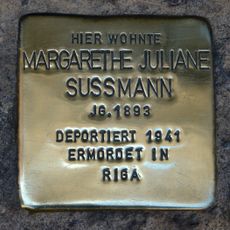 HIER WOHNTE
MARGARETHE JULIANE
SUSSMANN
JG. 1893
DEPORTIERT 1941
ERMORDET IN
RIGA